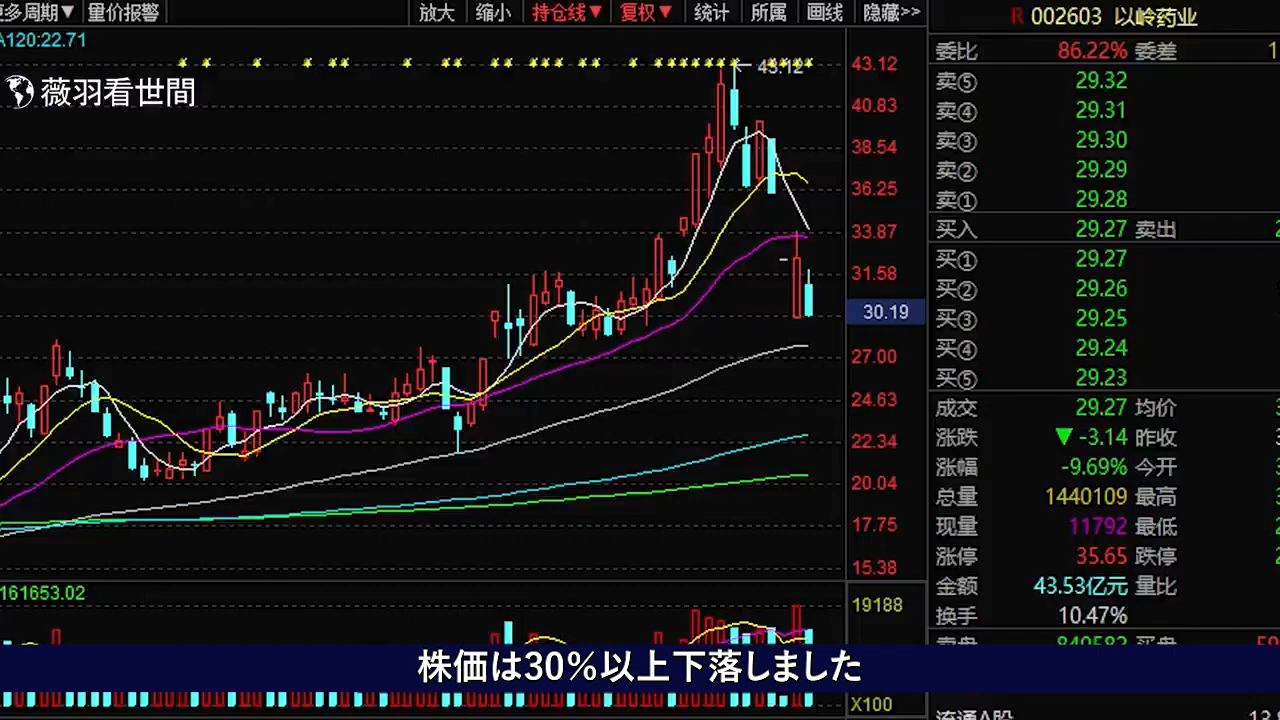 多周期▼ 量价报警 放大 缩小 持仓线▼ 复权▼ 统计 所属 画线 隐藏>>
R 002603 以岭药业
A120:22.71
薇羽看世間
43.12
43.12
40.83
38.54
36.25
33.87
31.58
30.19
27.00
24.63
22.34
20.04
17.75
15.38
委比 86.22% 委差 1
卖⑤ 29.32
卖④ 29.31
卖③ 29.30
卖② 29.29
卖① 29.28
买入 29.27 卖出 2
买① 29.27
买② 29.26
买③ 29.25
买④ 29.24
买⑤ 29.23
成交 29.27 均价 3
涨跌 ▼-3.14 昨收 3
涨幅 -9.69% 今开 3
总量 1440109 最高 3
现量 11792 最低 2
涨停 35.65 跌停 2
金额 43.53亿元 量比
换手 10.47%
161653.02
19188
X100
株価は30%以上下落しました